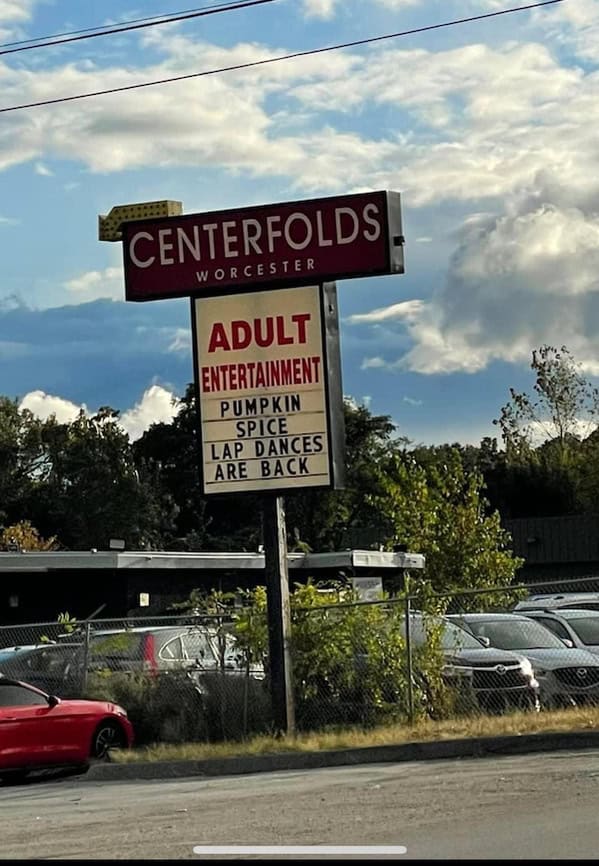 CENTERFOLDS
WORCESTER
ADULT
ENTERTAINMENT
PUMPKIN
SPICE
LAP DANCES
ARE BACK